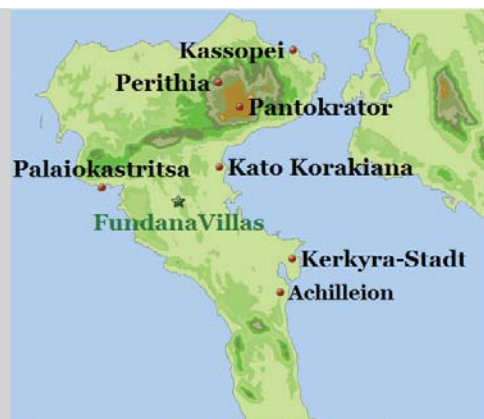 Kassopei
Perithia
Pantokrator
Palaiokastritsa
Kato Korakiana
FundanaVillas
Kerkyra-Stadt
Achilleion